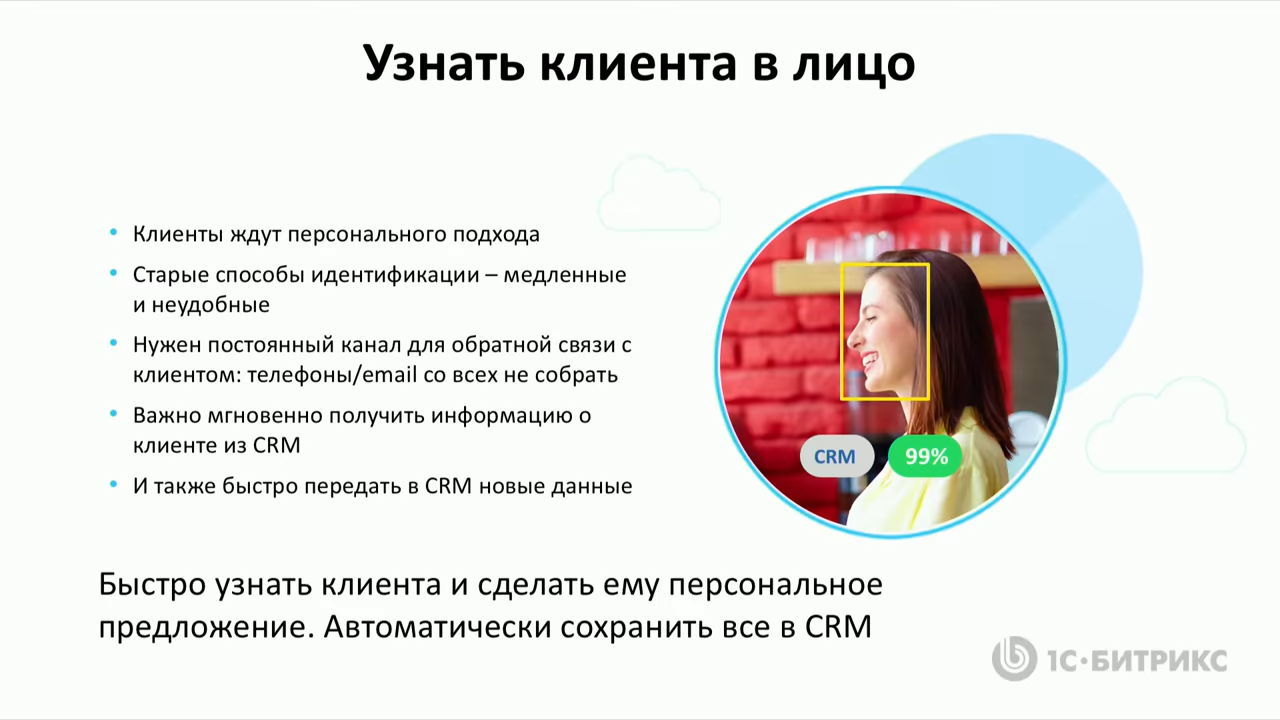 Узнать клиента в лицо
• Клиенты ждут персонального подхода
• Старые способы идентификации – медленные
и неудобные
• Нужен постоянный канал для обратной связи с
клиентом: телефоны/email со всех не собрать
• Важно мгновенно получить информацию о
клиенте из CRM
• И также быстро передать в CRM новые данные
CRM 99%
Быстро узнать клиента и сделать ему персональное
предложение. Автоматически сохранить все в CRM
1С·БИТРИКС